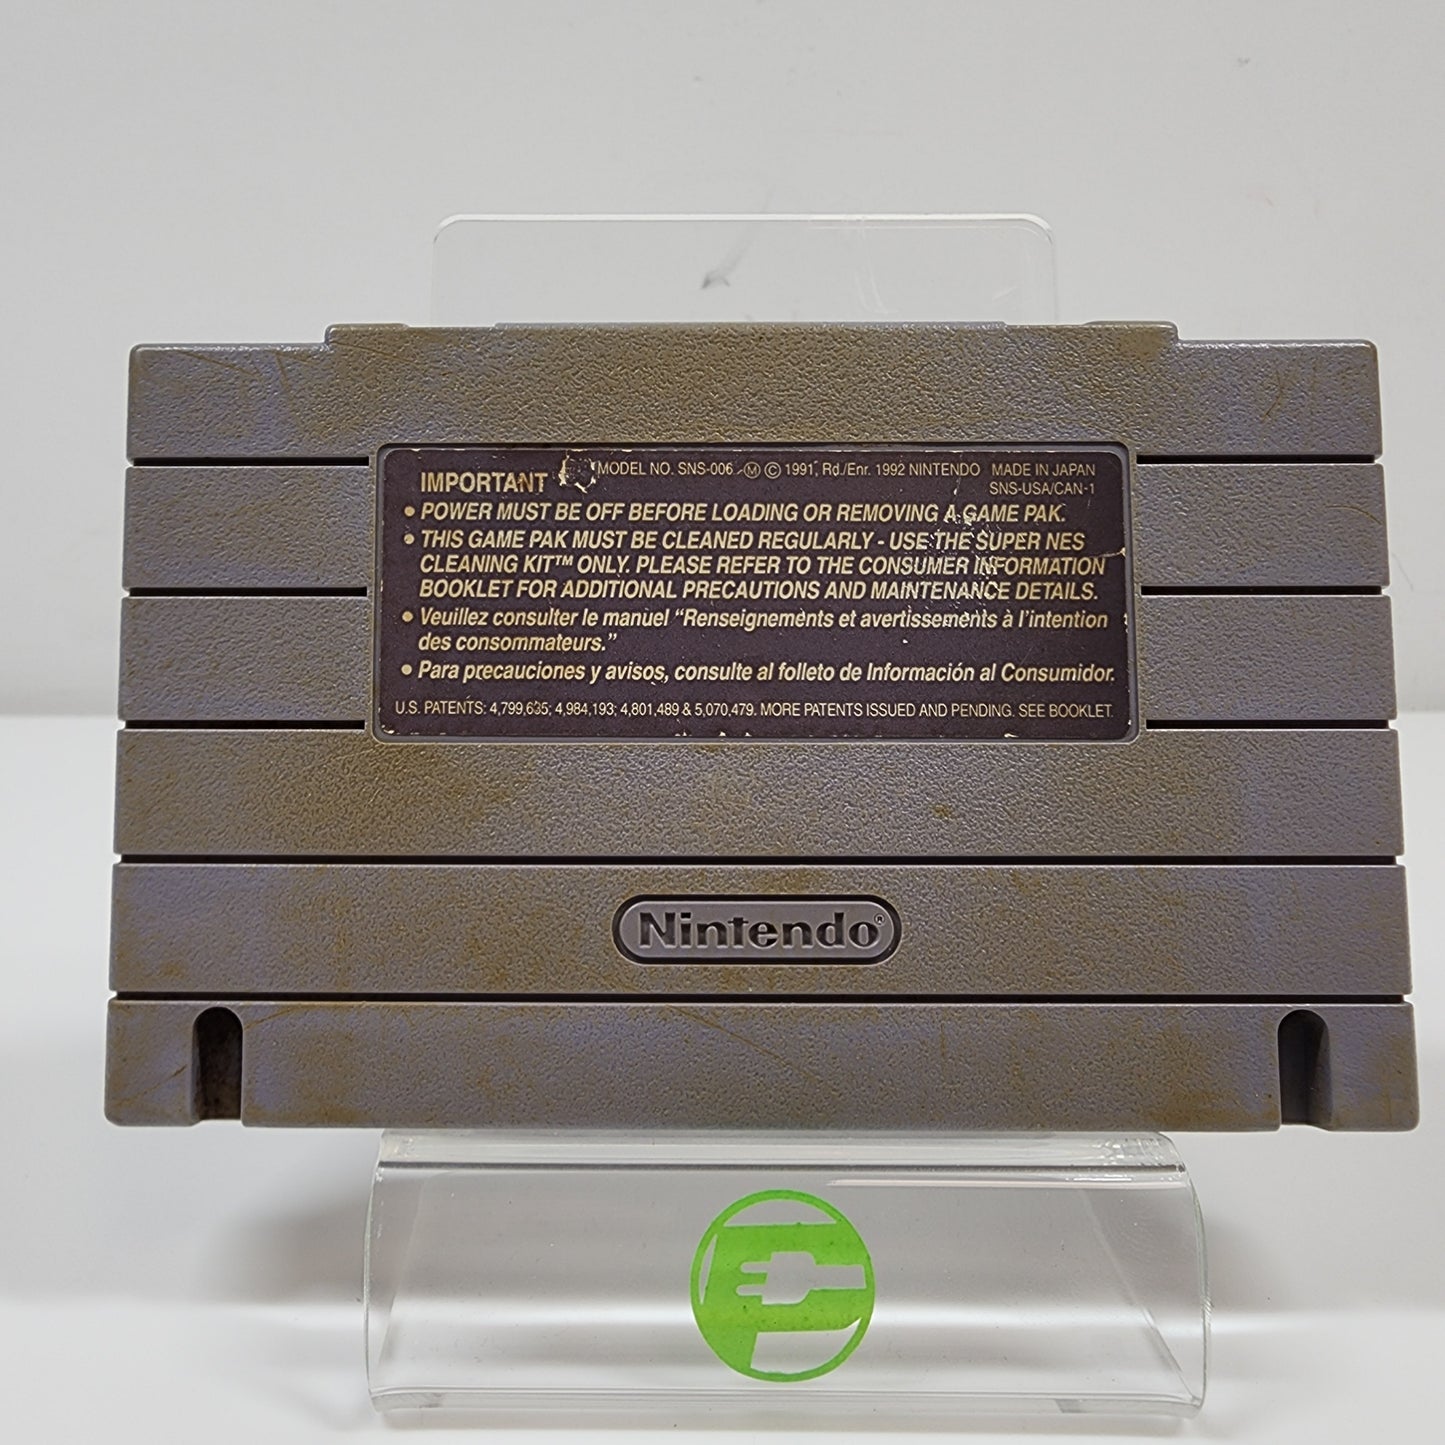 IMPORTANT MODEL NO. SNS-006 Ⓜ © 1991, Rd./Enr. 1992 NINTENDO MADE IN JAPAN
SNS-USA/CAN-1
• POWER MUST BE OFF BEFORE LOADING OR REMOVING A GAME PAK.
• THIS GAME PAK MUST BE CLEANED REGULARLY - USE THE SUPER NES
CLEANING KIT™ ONLY. PLEASE REFER TO THE CONSUMER INFORMATION
BOOKLET FOR ADDITIONAL PRECAUTIONS AND MAINTENANCE DETAILS.
• Veuillez consulter le manuel “Renseignements et avertissements à l’intention
des consommateurs.”
• Para precauciones y avisos, consulte al folleto de Información al Consumidor.
U.S. PATENTS: 4,799,635; 4,984,193; 4,801,489 & 5,070,479. MORE PATENTS ISSUED AND PENDING. SEE BOOKLET.
Nintendo®